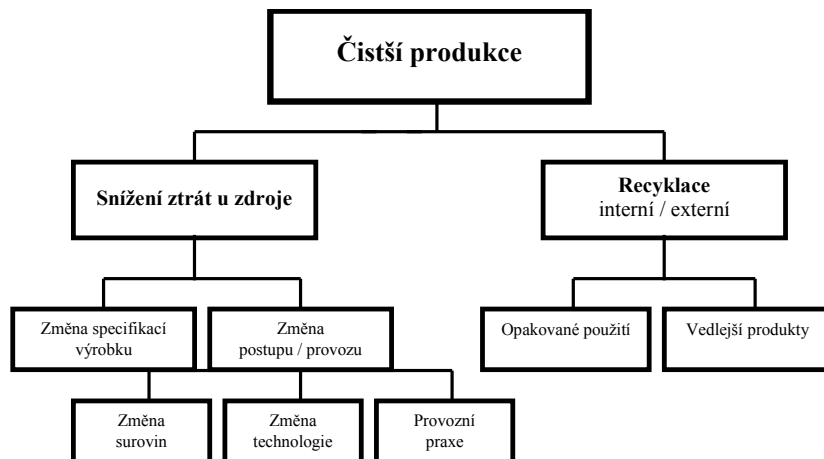 Čistší produkce
Snížení ztrát u zdroje
Recyklace
interní / externí
Změna specifikací
výrobku
Změna
postupu / provozu
Opakované použití
Vedlejší produkty
Změna
surovin
Změna
technologie
Provozní
praxe